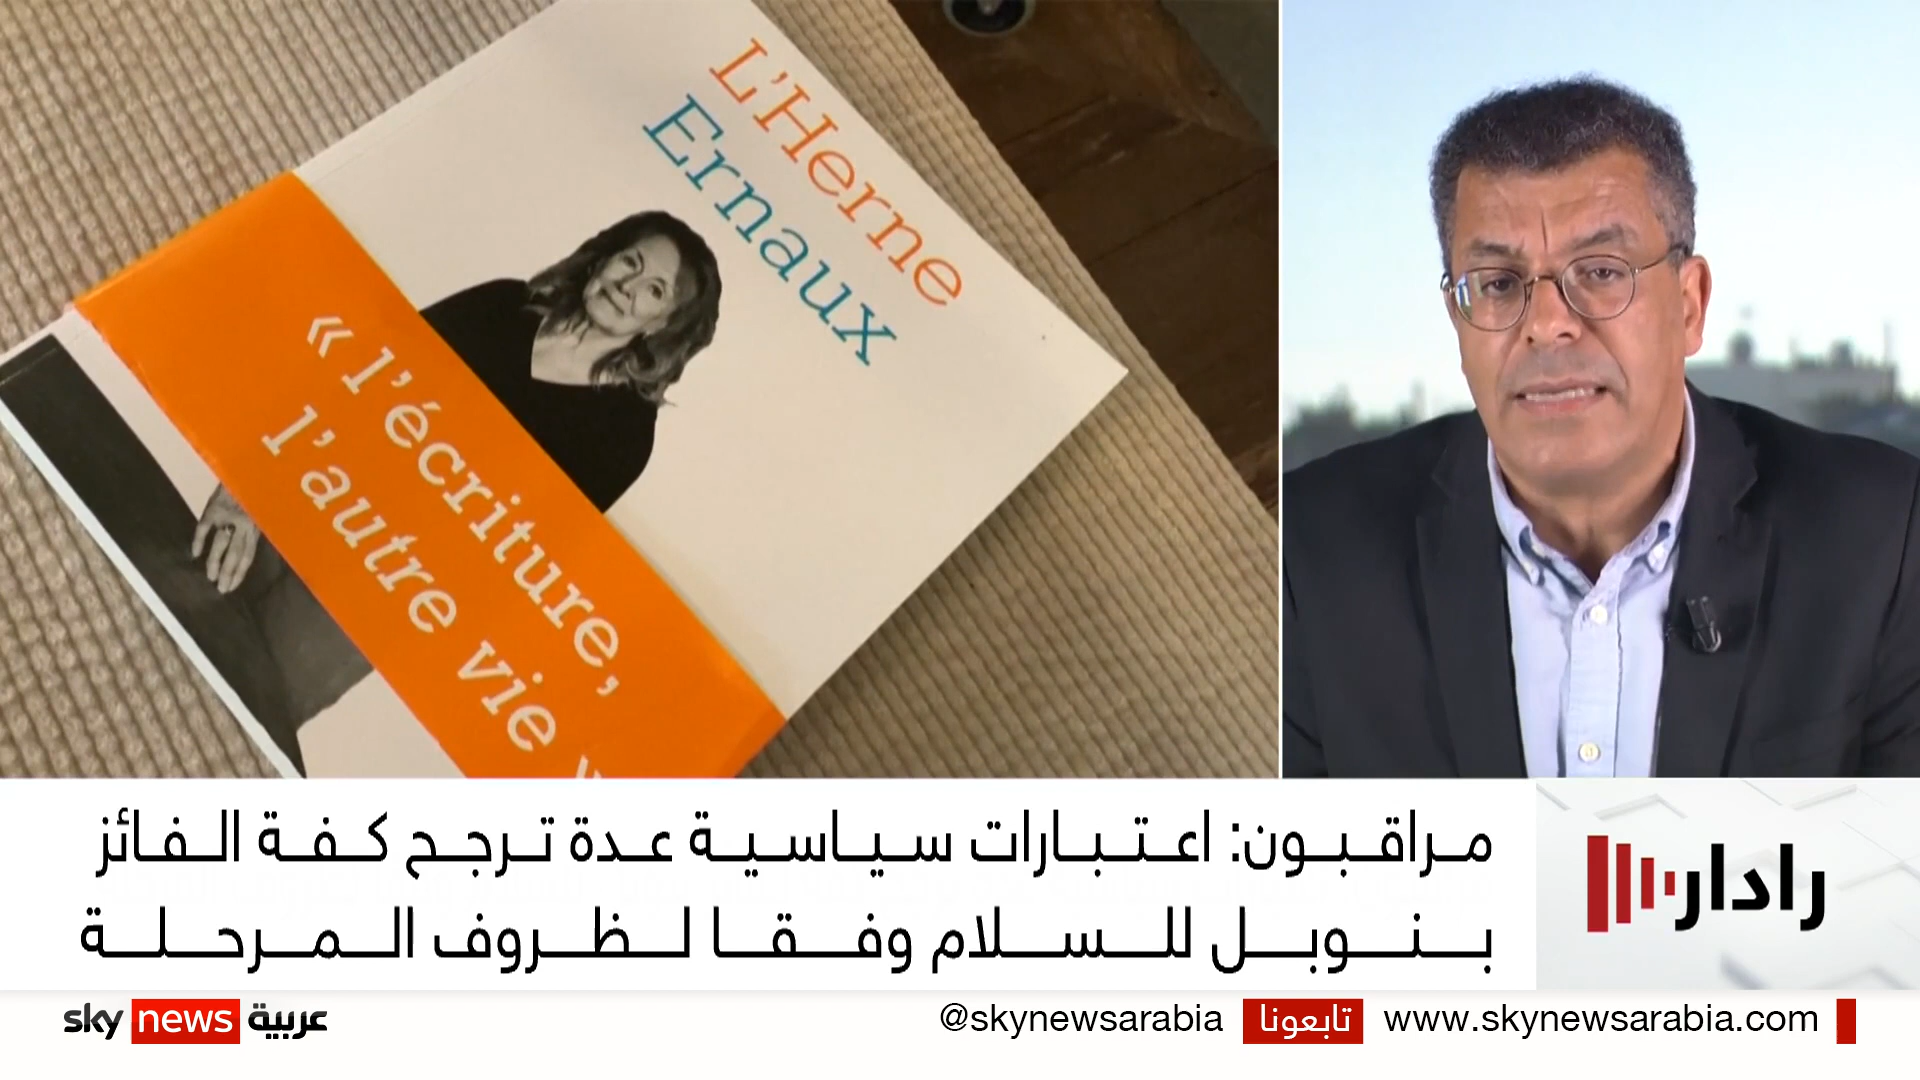 L'Herne
Ernaux
« l'écriture,
l'autre vie
مراقبون: اعتبارات سياسية عدة ترجح كفة الفائز
بنوبل للسلام وفقا لظروف المرحلة
رادار
sky news عربية
@skynewsarabia
تابعونا
www.skynewsarabia.com